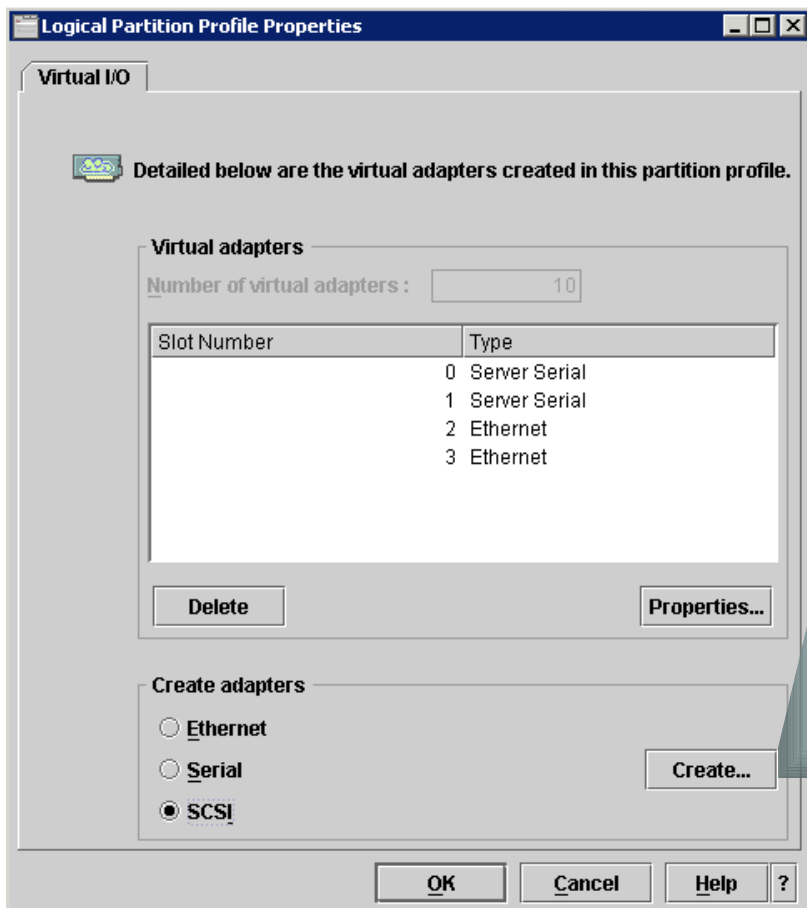 Logical Partition Profile Properties
Virtual I/O
Detailed below are the virtual adapters created in this partition profile.
Virtual adapters
Number of virtual adapters : 10
Slot Number Type
0 Server Serial
1 Server Serial
2 Ethernet
3 Ethernet
Delete Properties...
Create adapters
Ethernet
Serial
Create...
SCSI
OK Cancel Help ?